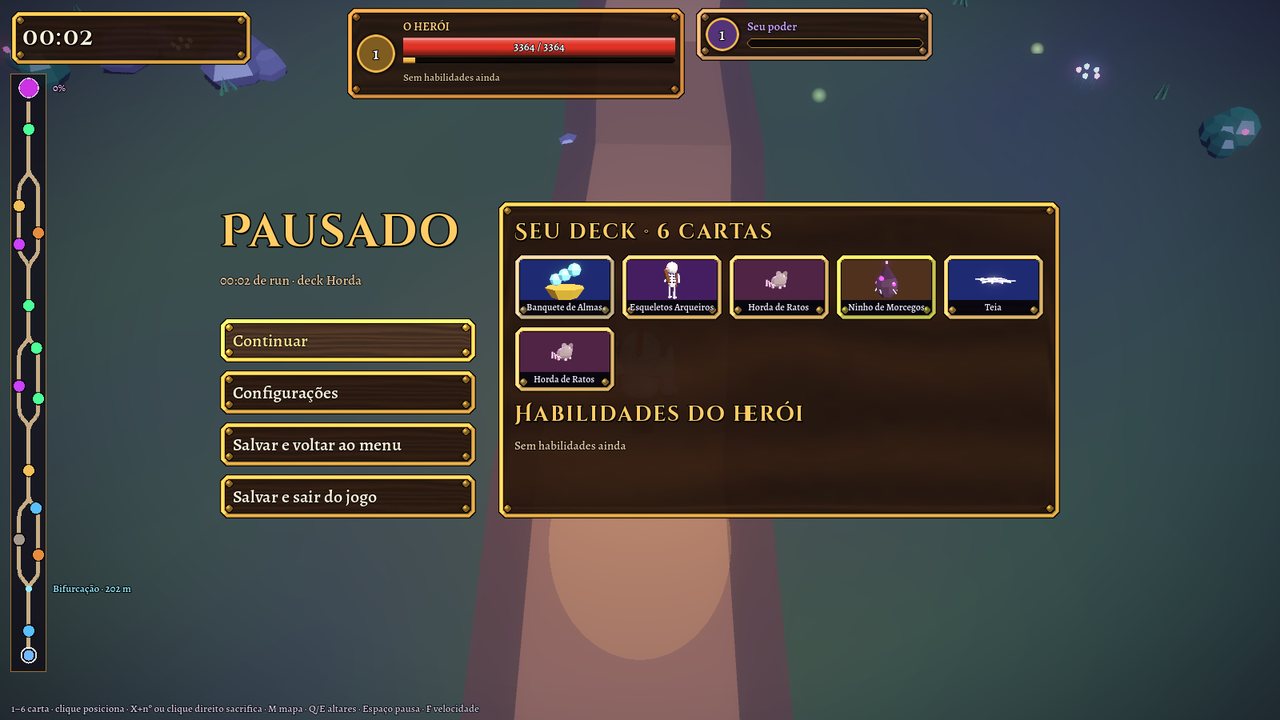 00:02
O HERÓI
1
3364 / 3364
Sem habilidades ainda
1
Seu poder
0%
PAUSADO
00:02 de run · deck Horda
Continuar
Configurações
Salvar e voltar ao menu
Salvar e sair do jogo
SEU DECK · 6 CARTAS
Banquete de Almas
Esqueletos Arqueiros
Horda de Ratos
Ninho de Morcegos
Teia
Horda de Ratos
HABILIDADES DO HERÓI
Sem habilidades ainda
Bifurcação · 202 m
1–6 carta · clique posiciona · X+nº ou clique direito sacrifica · M mapa · Q/E altares · Espaço pausa · F velocidade